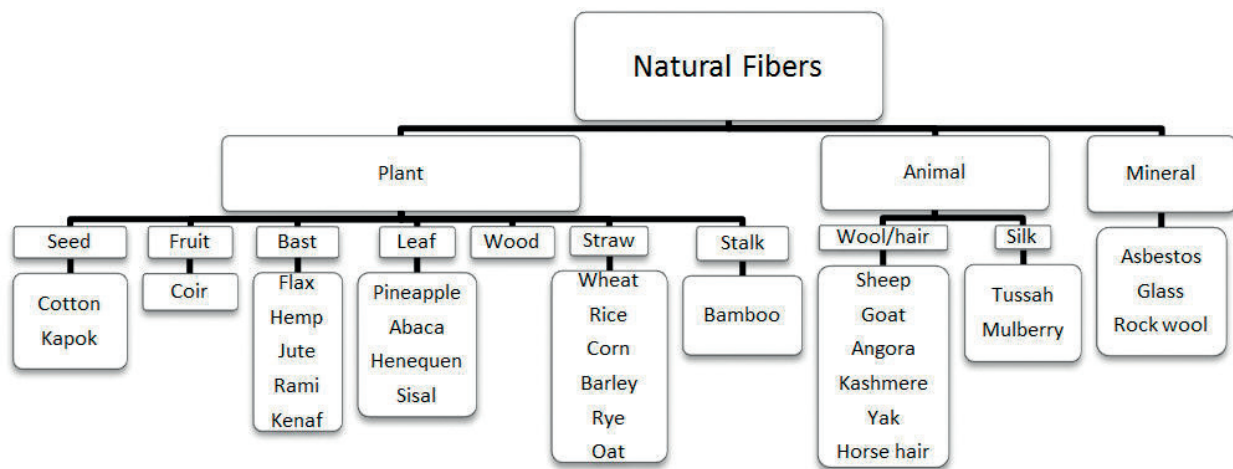 Natural Fibers
Plant
Animal
Mineral
Seed
Fruit
Bast
Leaf
Wood
Straw
Stalk
Wool/hair
Silk
Cotton
Kapok
Coir
Flax
Hemp
Jute
Rami
Kenaf
Pineapple
Abaca
Henequen
Sisal
Wheat
Rice
Corn
Barley
Rye
Oat
Bamboo
Sheep
Goat
Angora
Kashmere
Yak
Horse hair
Tussah
Mulberry
Asbestos
Glass
Rock wool